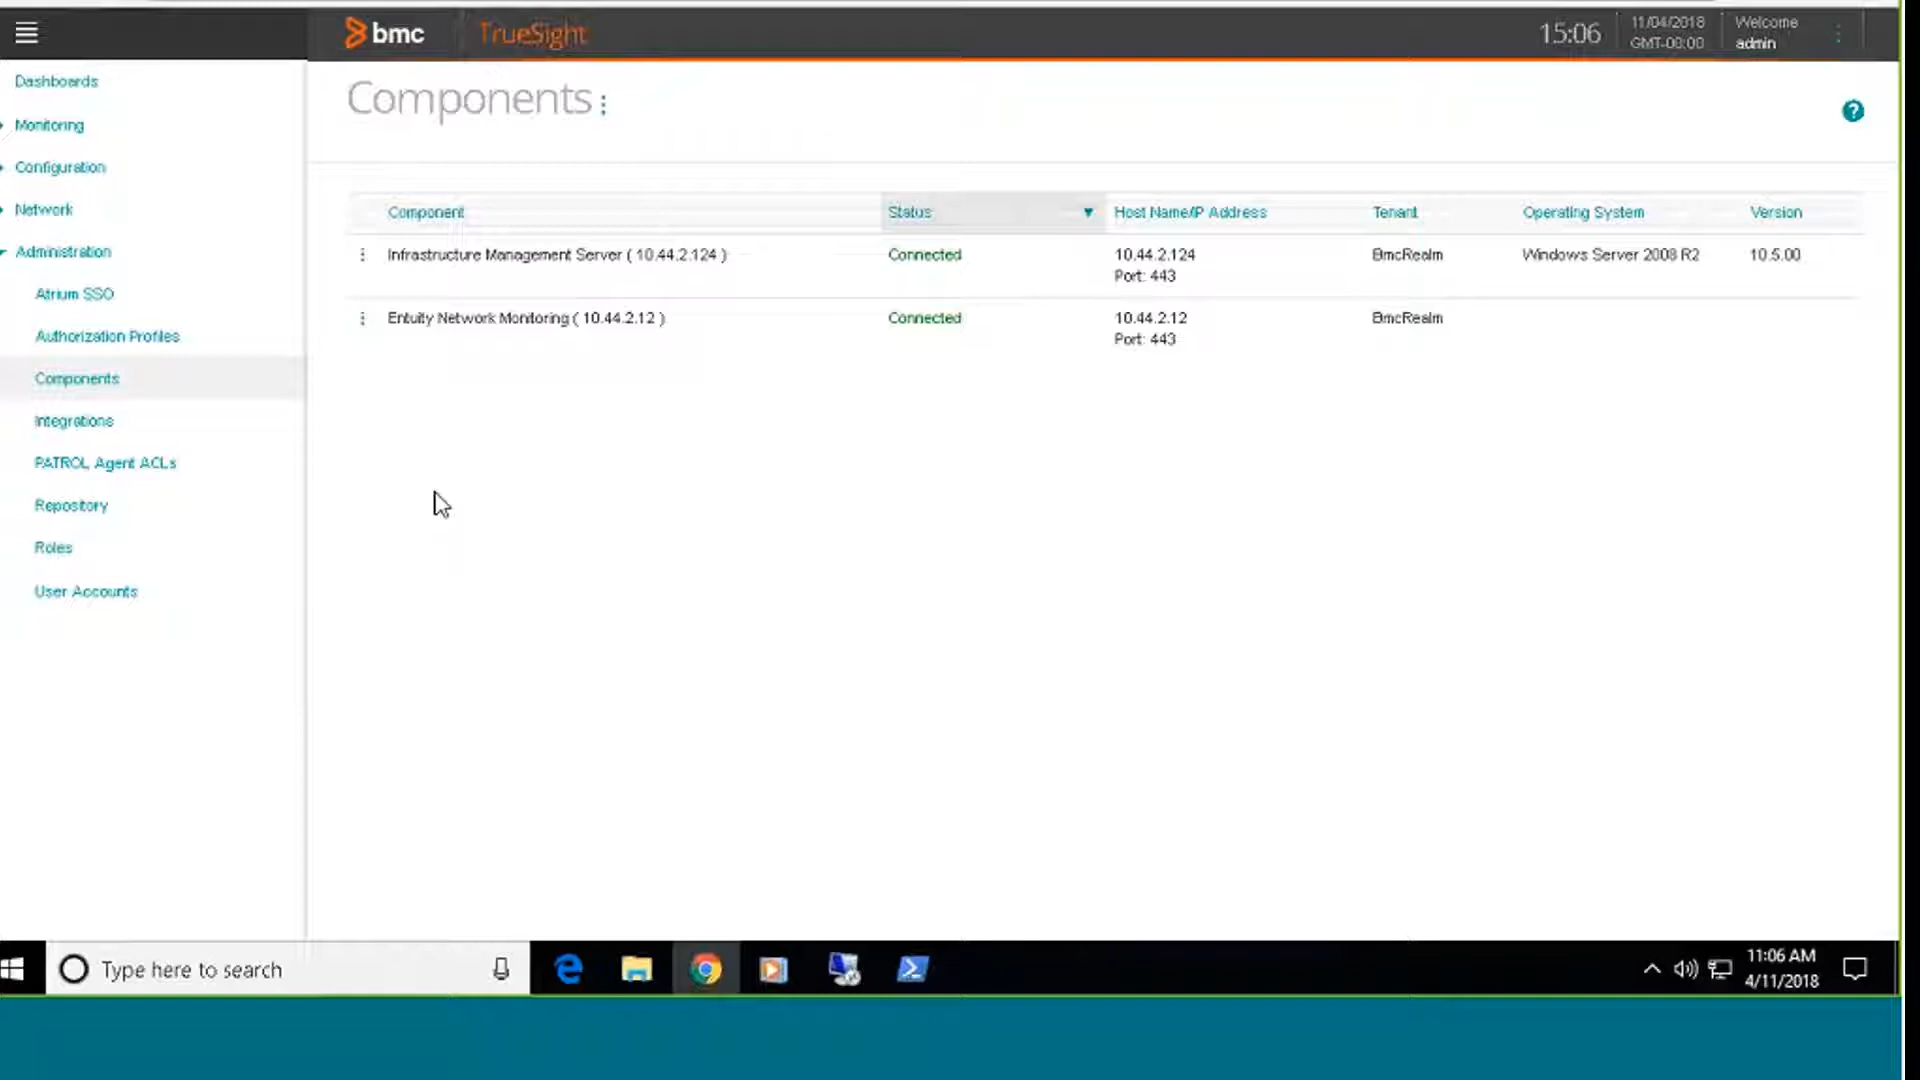 bmc TrueSight 15:06 11/04/2018 Welcome
GMT-00:00 admin
Dashboards
Monitoring
Configuration
Network
Administration
Atrium SSO
Authorization Profiles
Components
Integrations
PATROL Agent ACLs
Repository
Roles
User Accounts
Components
?
Component Status Host Name/IP Address Tenant Operating System Version
Infrastructure Management Server ( 10.44.2.124 ) Connected 10.44.2.124 BmcRealm Windows Server 2008 R2 10.5.00
Port: 443
Entuity Network Monitoring ( 10.44.2.12 ) Connected 10.44.2.12 BmcRealm
Port: 443
Type here to search 11:06 AM
4/11/2018